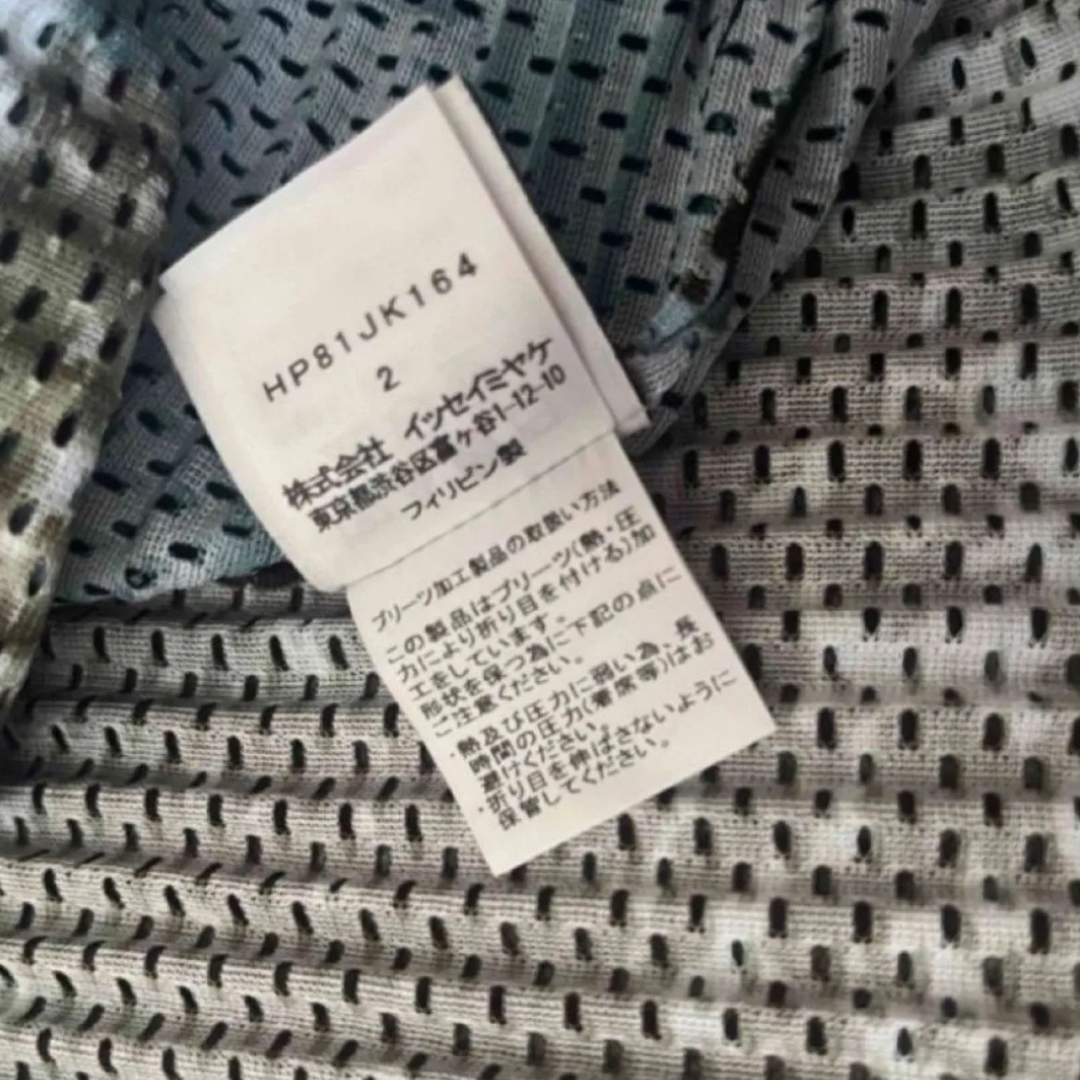 HP81JK164
2
株式会社 イッセイミヤケ
東京都渋谷区富ヶ谷1-12-10
フィリピン製
プリーツ加工製品の取扱い方法
この製品はプリーツ(熱・圧
力により折り目を付ける)加
工をしています。
形状を保つ為に下記の点に
ご注意ください。
・熱及び圧力に弱い為、長
時間の圧力(着席等)はお
避けください。
・折り目を伸ばさないように
保管してください。